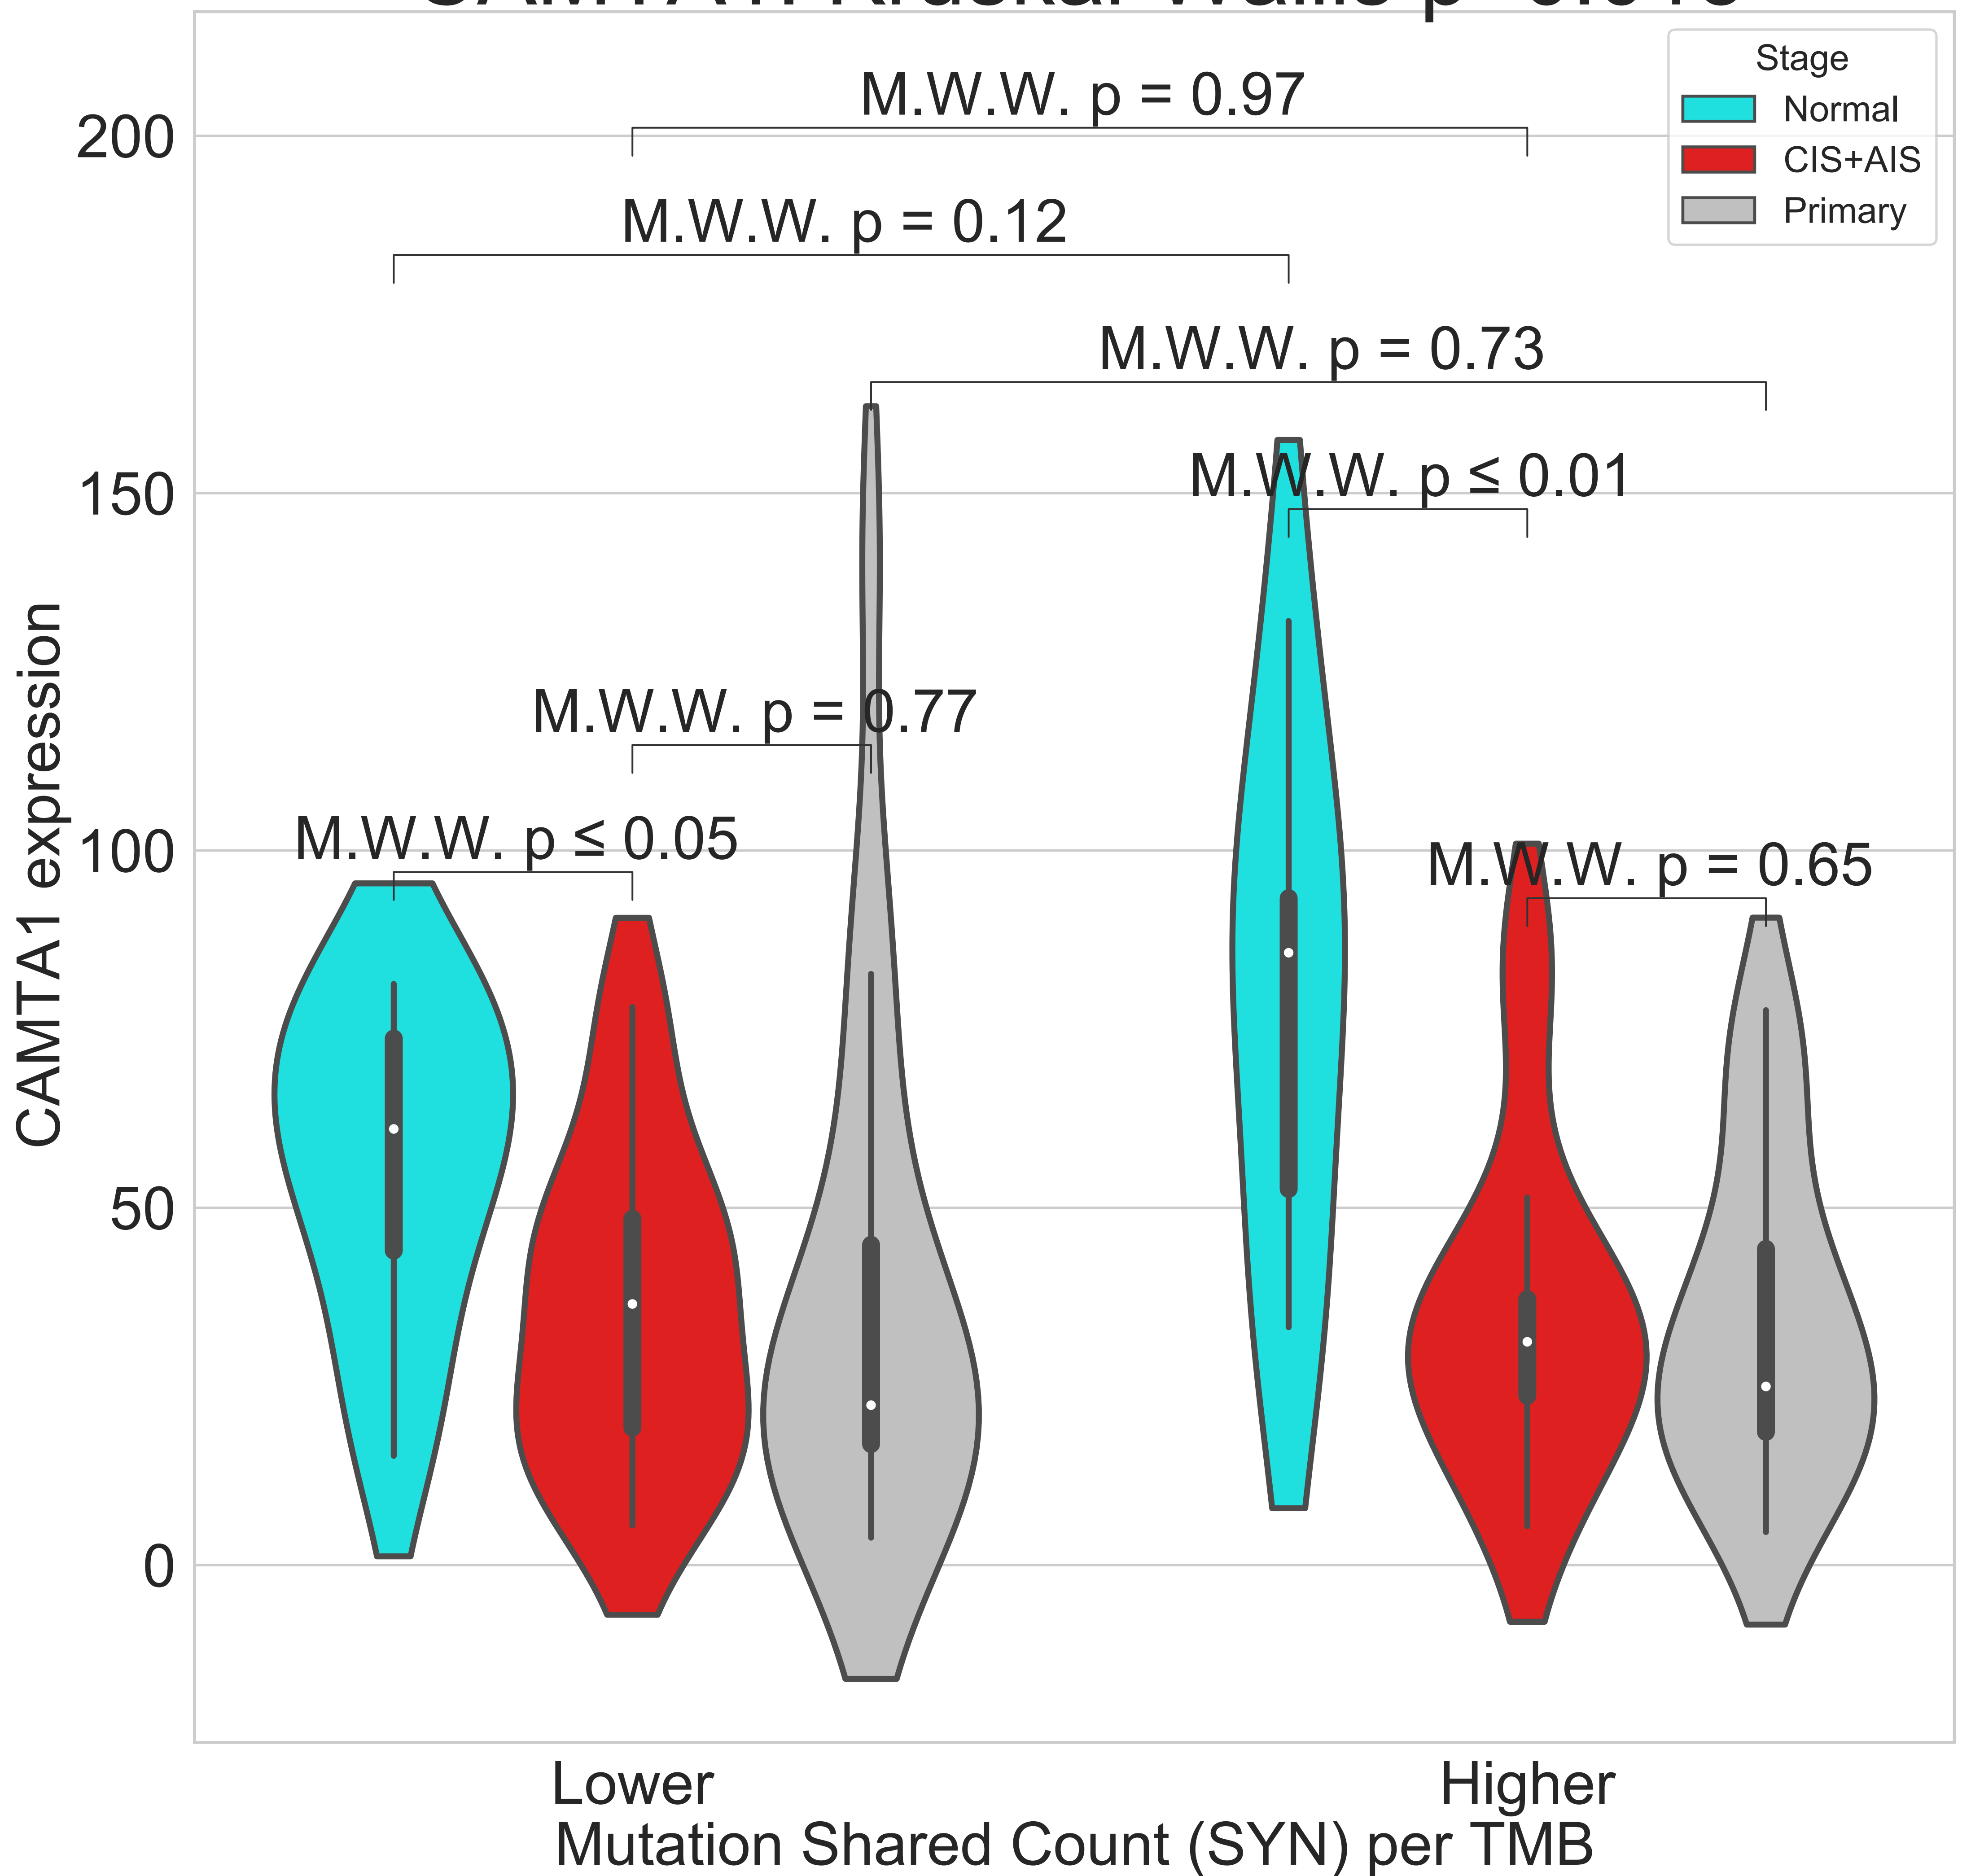 M.W.W. p = 0.97
M.W.W. p = 0.12
M.W.W. p = 0.73
M.W.W. p ≤ 0.01
M.W.W. p = 0.77
M.W.W. p ≤ 0.05
M.W.W. p = 0.65
Stage
Normal
CIS+AIS
Primary
200
150
100
50
0
CAMTA1 expression
Lower
Higher
Mutation Shared Count (SYN) per TMB